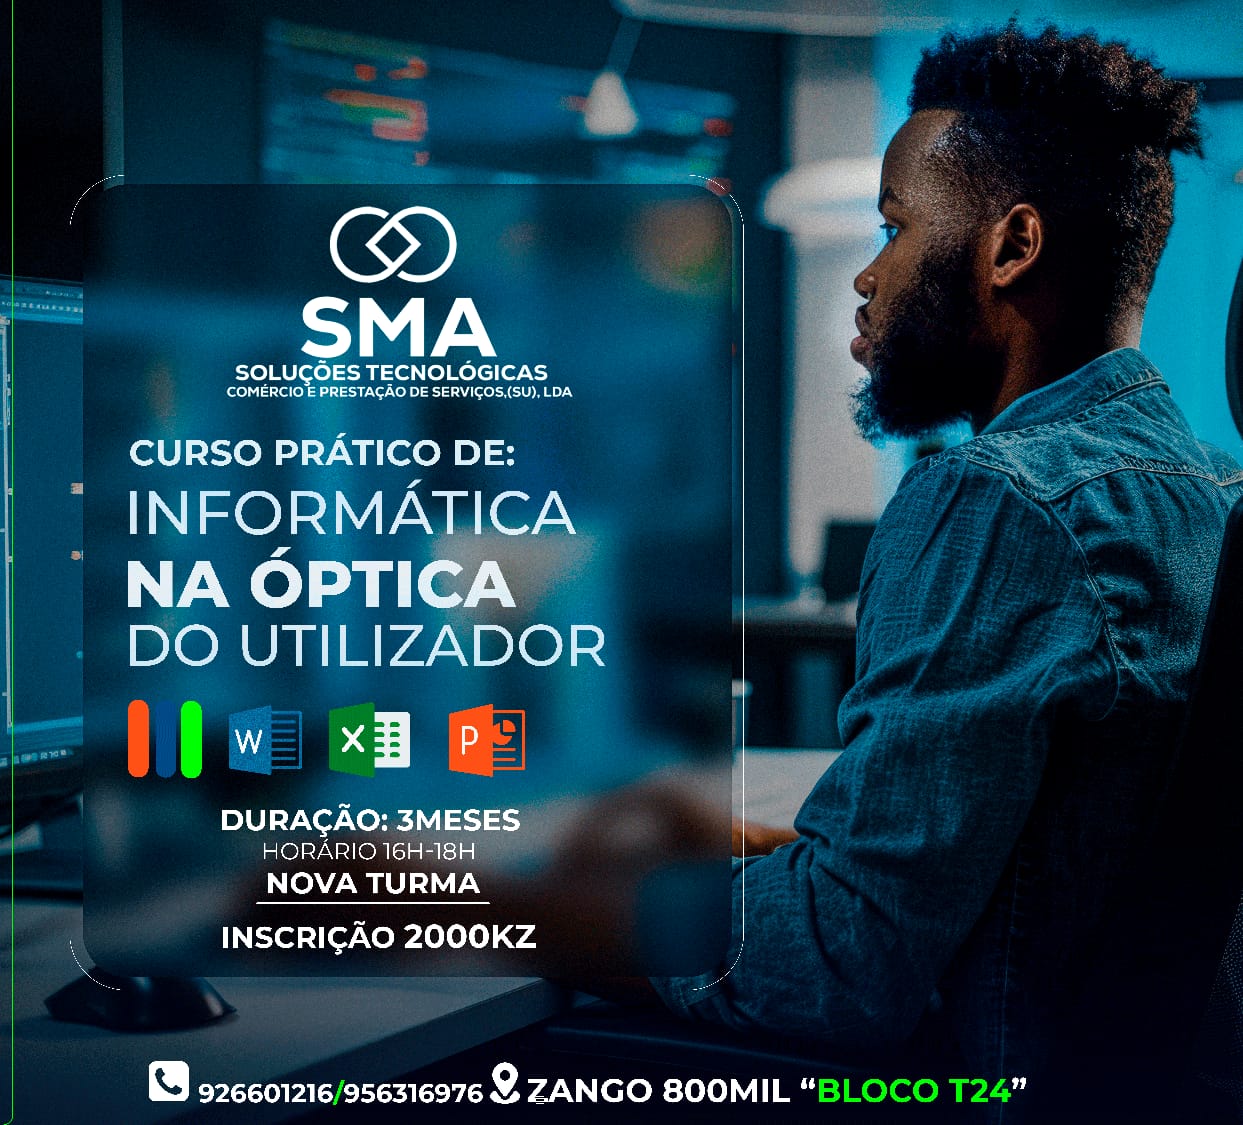 SMA
SOLUÇÕES TECNOLÓGICAS
COMÉRCIO E PRESTAÇÃO DE SERVIÇOS,(SU), LDA
CURSO PRÁTICO DE:
INFORMÁTICA
NA ÓPTICA
DO UTILIZADOR
W X P
DURAÇÃO: 3MESES
HORÁRIO 16H-18H
NOVA TURMA
INSCRIÇÃO 2000KZ
926601216/956316976 ZANGO 800MIL “BLOCO T24”